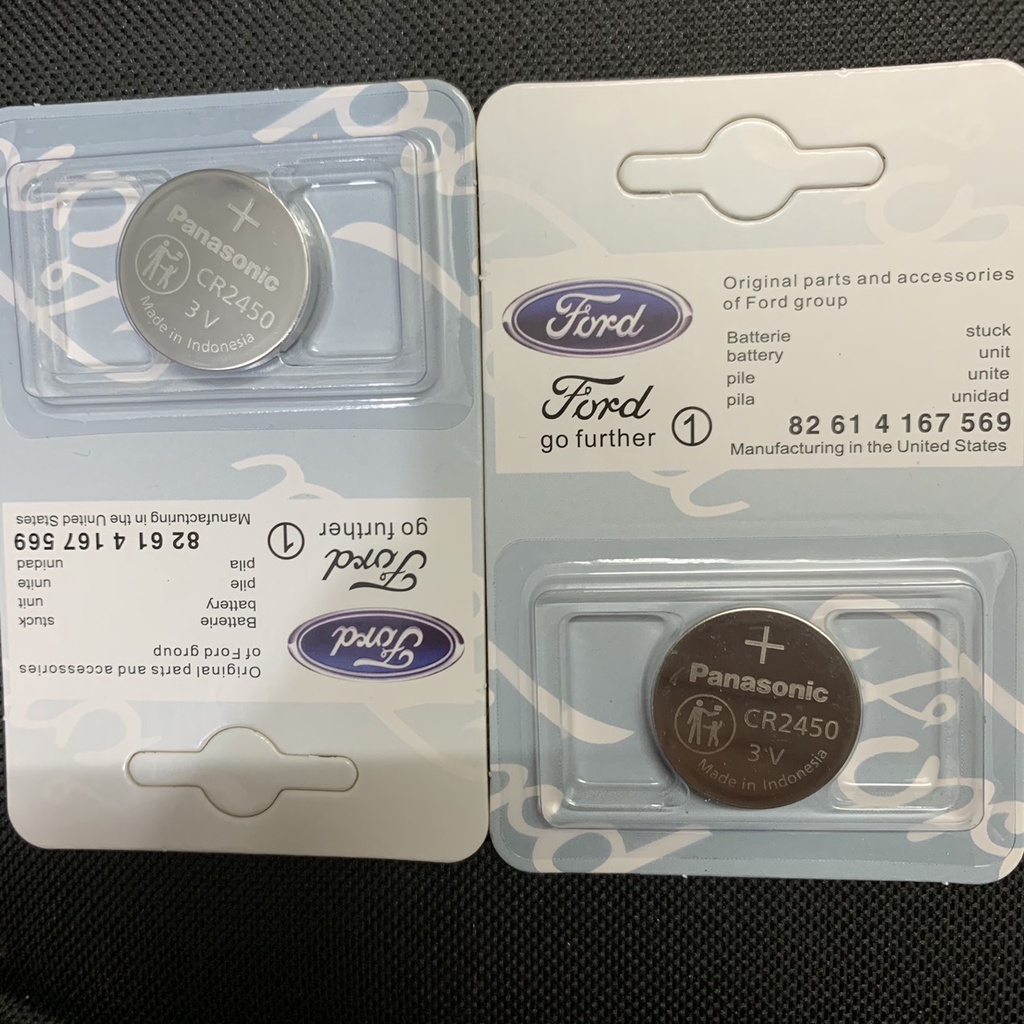 +
Panasonic
CR2450
3 V
Made in Indonesia
Ford
Original parts and accessories
of Ford group
Batterie stuck
battery unit
pile unite
pila unidad
Ford
go further
1
82 61 4 167 569
Manufacturing in the United States
Ford
Original parts and accessories
of Ford group
Batterie stuck
battery unit
pile unite
pila unidad
Ford
go further
1
82 61 4 167 569
Manufacturing in the United States
+
Panasonic
CR2450
3 V
Made in Indonesia